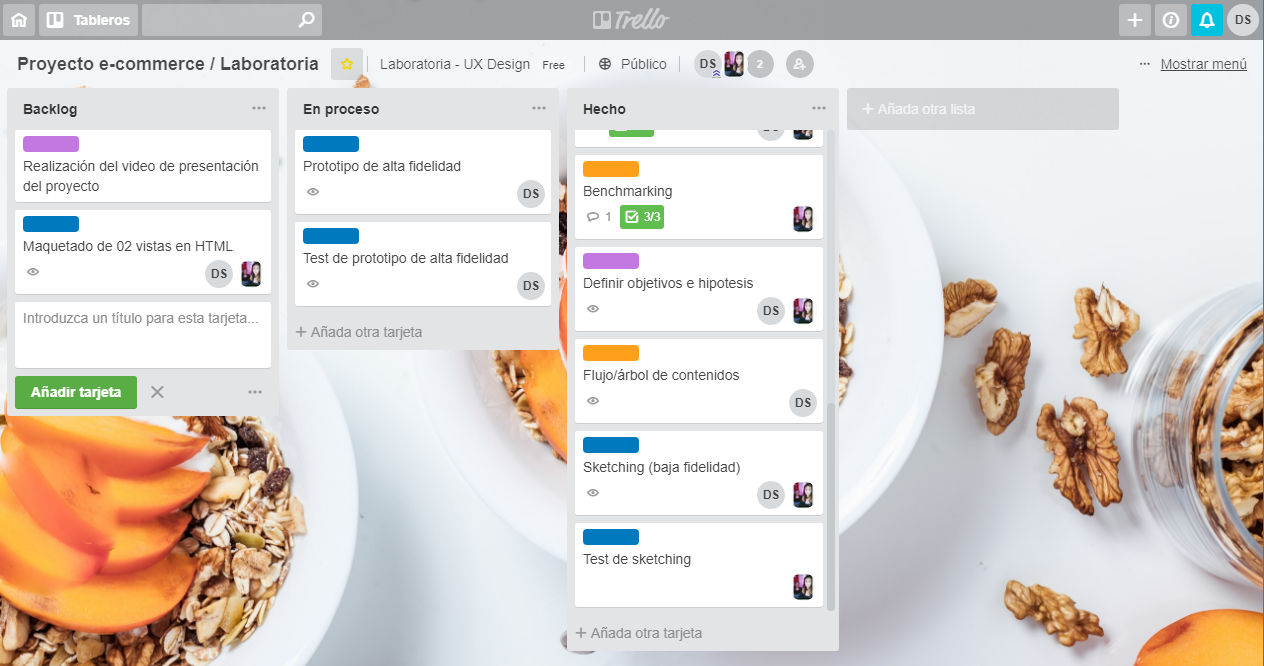 Tableros
Trello
DS
Proyecto e-commerce / Laboratoria
Laboratoria - UX Design
Free
Público
DS
2
Mostrar menú
Backlog
Realización del video de presentación
del proyecto
Maquetado de 02 vistas en HTML
DS
Introduzca un título para esta tarjeta...
Añadir tarjeta
En proceso
Prototipo de alta fidelidad
DS
Test de prototipo de alta fidelidad
DS
+ Añada otra tarjeta
Hecho
Benchmarking
1
3/3
Definir objetivos e hipotesis
DS
Flujo/árbol de contenidos
DS
Sketching (baja fidelidad)
DS
Test de sketching
+ Añada otra tarjeta
+ Añada otra lista